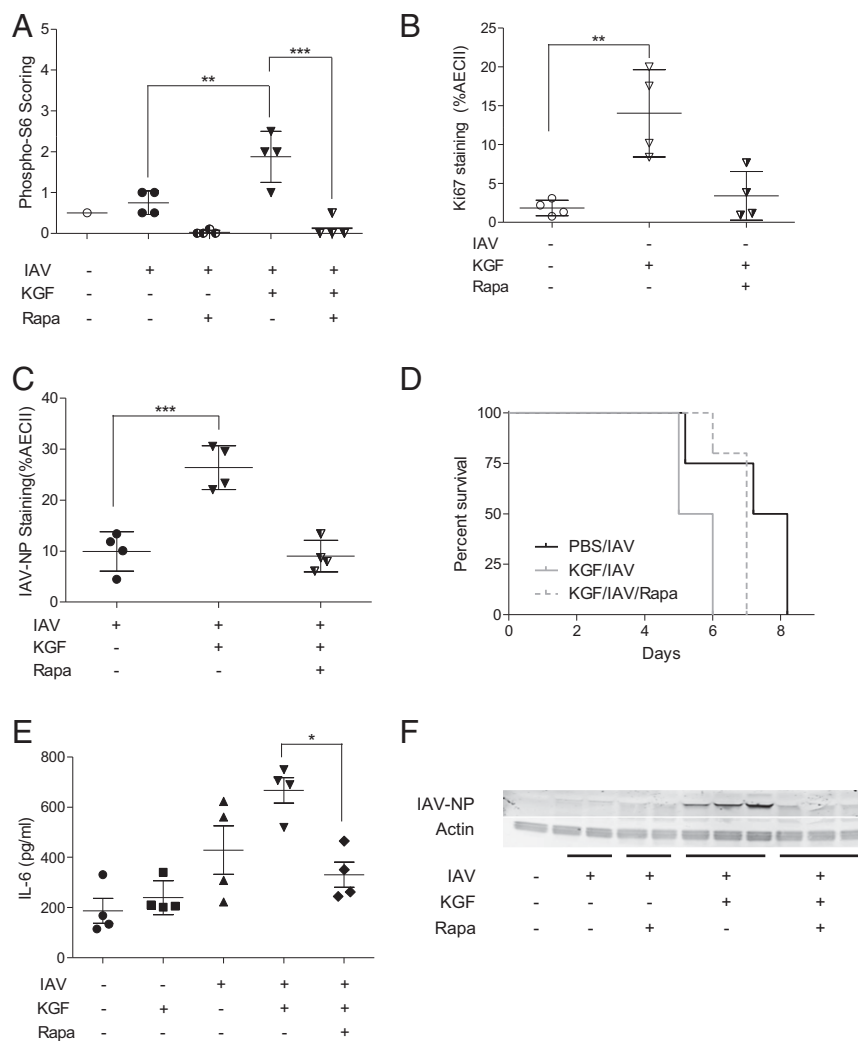 A
Phospho-S6 Scoring
5
4
3
2
1
0
**
***
IAV - + + + +
KGF - - - + +
Rapa - - + - +
B
Ki67 staining (%AECII)
25
20
15
10
5
0
**
IAV - - -
KGF - + +
Rapa - - +
C
IAV-NP Staining(%AECII)
40
30
20
10
0
***
IAV + + +
KGF - + +
Rapa - - +
D
Percent survival
100
75
50
25
0
PBS/IAV
KGF/IAV
KGF/IAV/Rapa
0 2 4 6 8
Days
E
IL-6 (pg/ml)
800
600
400
200
0
*
IAV - - + + +
KGF - + - + +
Rapa - - - - +
F
IAV-NP
Actin
IAV - + + + +
KGF - - - + +
Rapa - - + - +